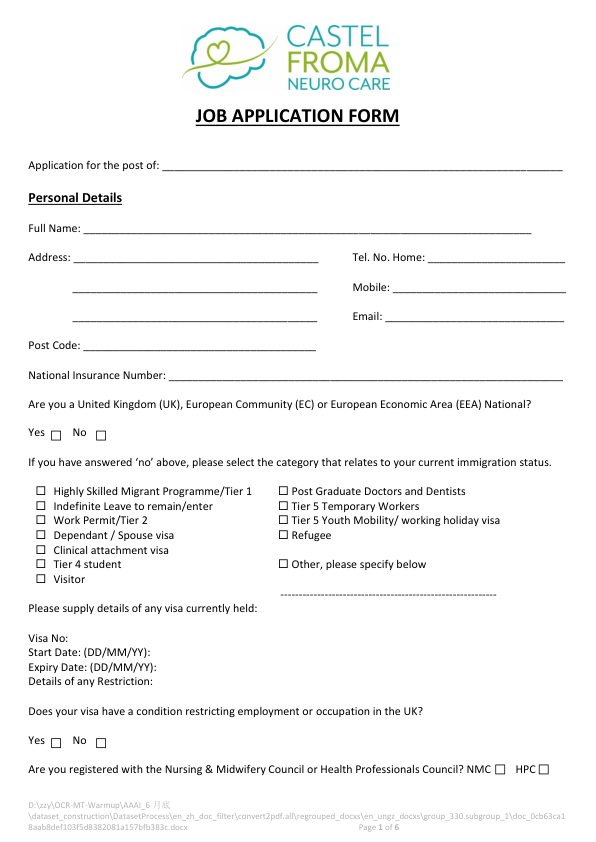 CASTEL
FROMA
NEURO CARE
JOB APPLICATION FORM
Application for the post of: ____________________________________________________________________
Personal Details
Full Name: ____________________________________________________________________________
Address: __________________________________________ Tel. No. Home: _______________________
__________________________________________ Mobile: _____________________________
__________________________________________ Email: ______________________________
Post Code: ________________________________________
National Insurance Number: ___________________________________________________________________
Are you a United Kingdom (UK), European Community (EC) or European Economic Area (EEA) National?
Yes ☐ No ☐
If you have answered ‘no’ above, please select the category that relates to your current immigration status.
☐ Highly Skilled Migrant Programme/Tier 1 ☐ Post Graduate Doctors and Dentists
☐ Indefinite Leave to remain/enter ☐ Tier 5 Temporary Workers
☐ Work Permit/Tier 2 ☐ Tier 5 Youth Mobility/ working holiday visa
☐ Dependant / Spouse visa ☐ Refugee
☐ Clinical attachment visa
☐ Tier 4 student ☐ Other, please specify below
☐ Visitor
-----------------------------------------------------------
Please supply details of any visa currently held:
Visa No:
Start Date: (DD/MM/YY):
Expiry Date: (DD/MM/YY):
Details of any Restriction:
Does your visa have a condition restricting employment or occupation in the UK?
Yes ☐ No ☐
Are you registered with the Nursing & Midwifery Council or Health Professionals Council? NMC ☐ HPC ☐
D:\zzy\OCR-MT-Warmup\AAAI_6 月底
\dataset_construction\DatasetProcess\en_zh_doc_filter\convert2pdf.all\regrouped_docxs\en_ungz_docxs\group_330.subgroup_1\doc_0cb63ca1
8aab8def103f5d8382081a157bfb383c.docx Page 1 of 6